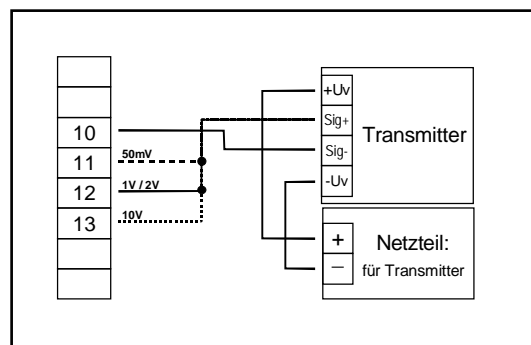 10
11
12
13
50mV
1V / 2V
10V
+Uv
Sig+
Sig-
-Uv
Transmitter
+
−
Netzteil:
für Transmitter